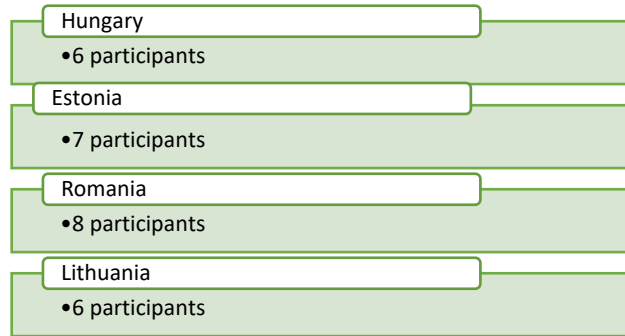 Hungary
•6 participants
Estonia
•7 participants
Romania
•8 participants
Lithuania
•6 participants